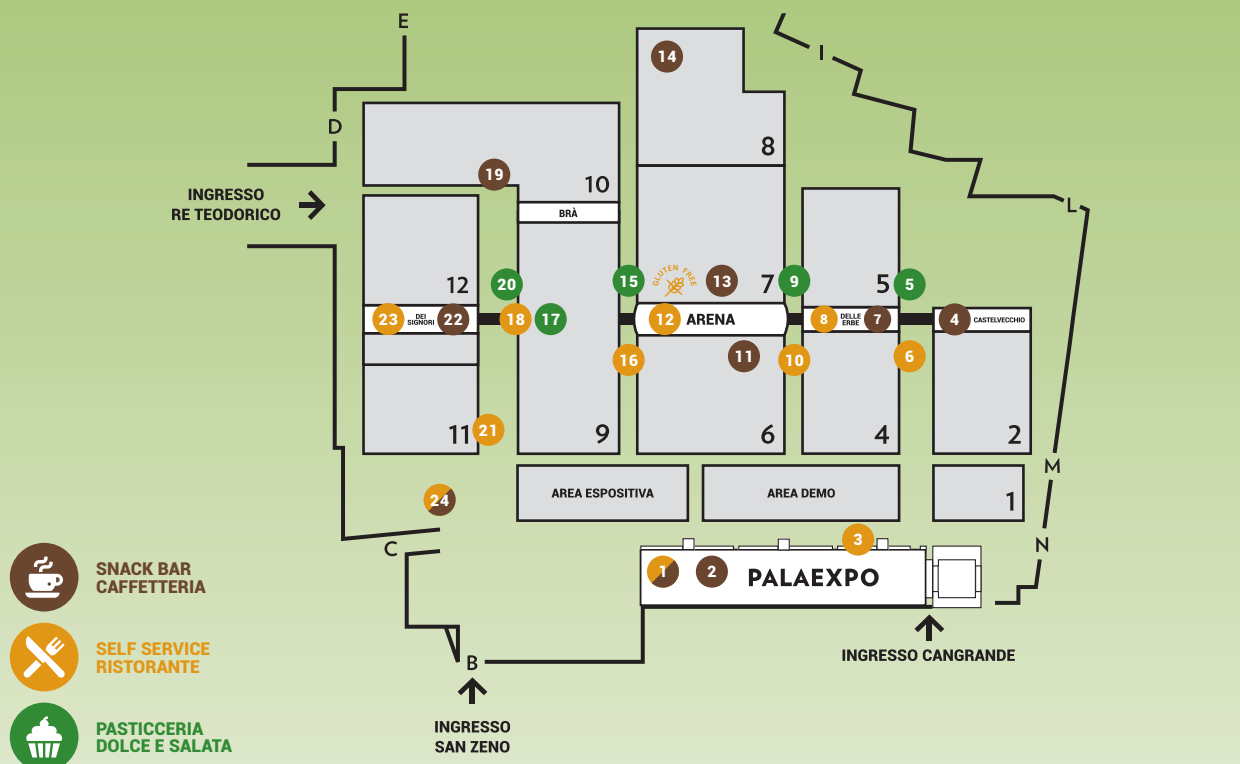 E
I
14
D
8
19
10
INGRESSO
RE TEODORICO
L
BRÀ
GLUTEN FREE
12
20
15
13
7
9
5
5
23
DEI
SIGNORI
22
18
17
12
ARENA
8
DELLE
ERBE
7
4
CASTELVECCHIO
16
11
10
6
11
21
9
6
4
2
M
AREA ESPOSITIVA
AREA DEMO
1
24
C
3
N
1
2
PALAEXPO
SNACK BAR
CAFFETTERIA
SELF SERVICE
RISTORANTE
B
INGRESSO CANGRANDE
INGRESSO
SAN ZENO
PASTICCERIA
DOLCE E SALATA